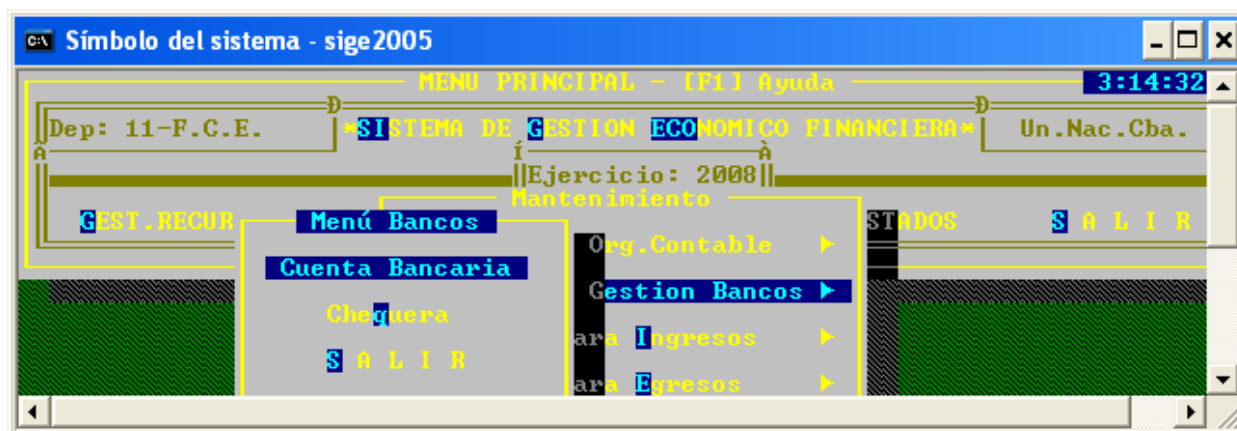 Símbolo del sistema - sige2005
MENU PRINCIPAL - [F1] Ayuda 3:14:32
Dep: 11-F.C.E. *SISTEMA DE GESTION ECONOMICO FINANCIERA* Un.Nac.Cba.
Ejercicio: 2008
Mantenimiento
GEST.RECUR Menú Bancos STADOS S A L I R
Org.Contable
Cuenta Bancaria
Gestion Bancos
Chequera
ara Ingresos
S A L I R
ara Egresos